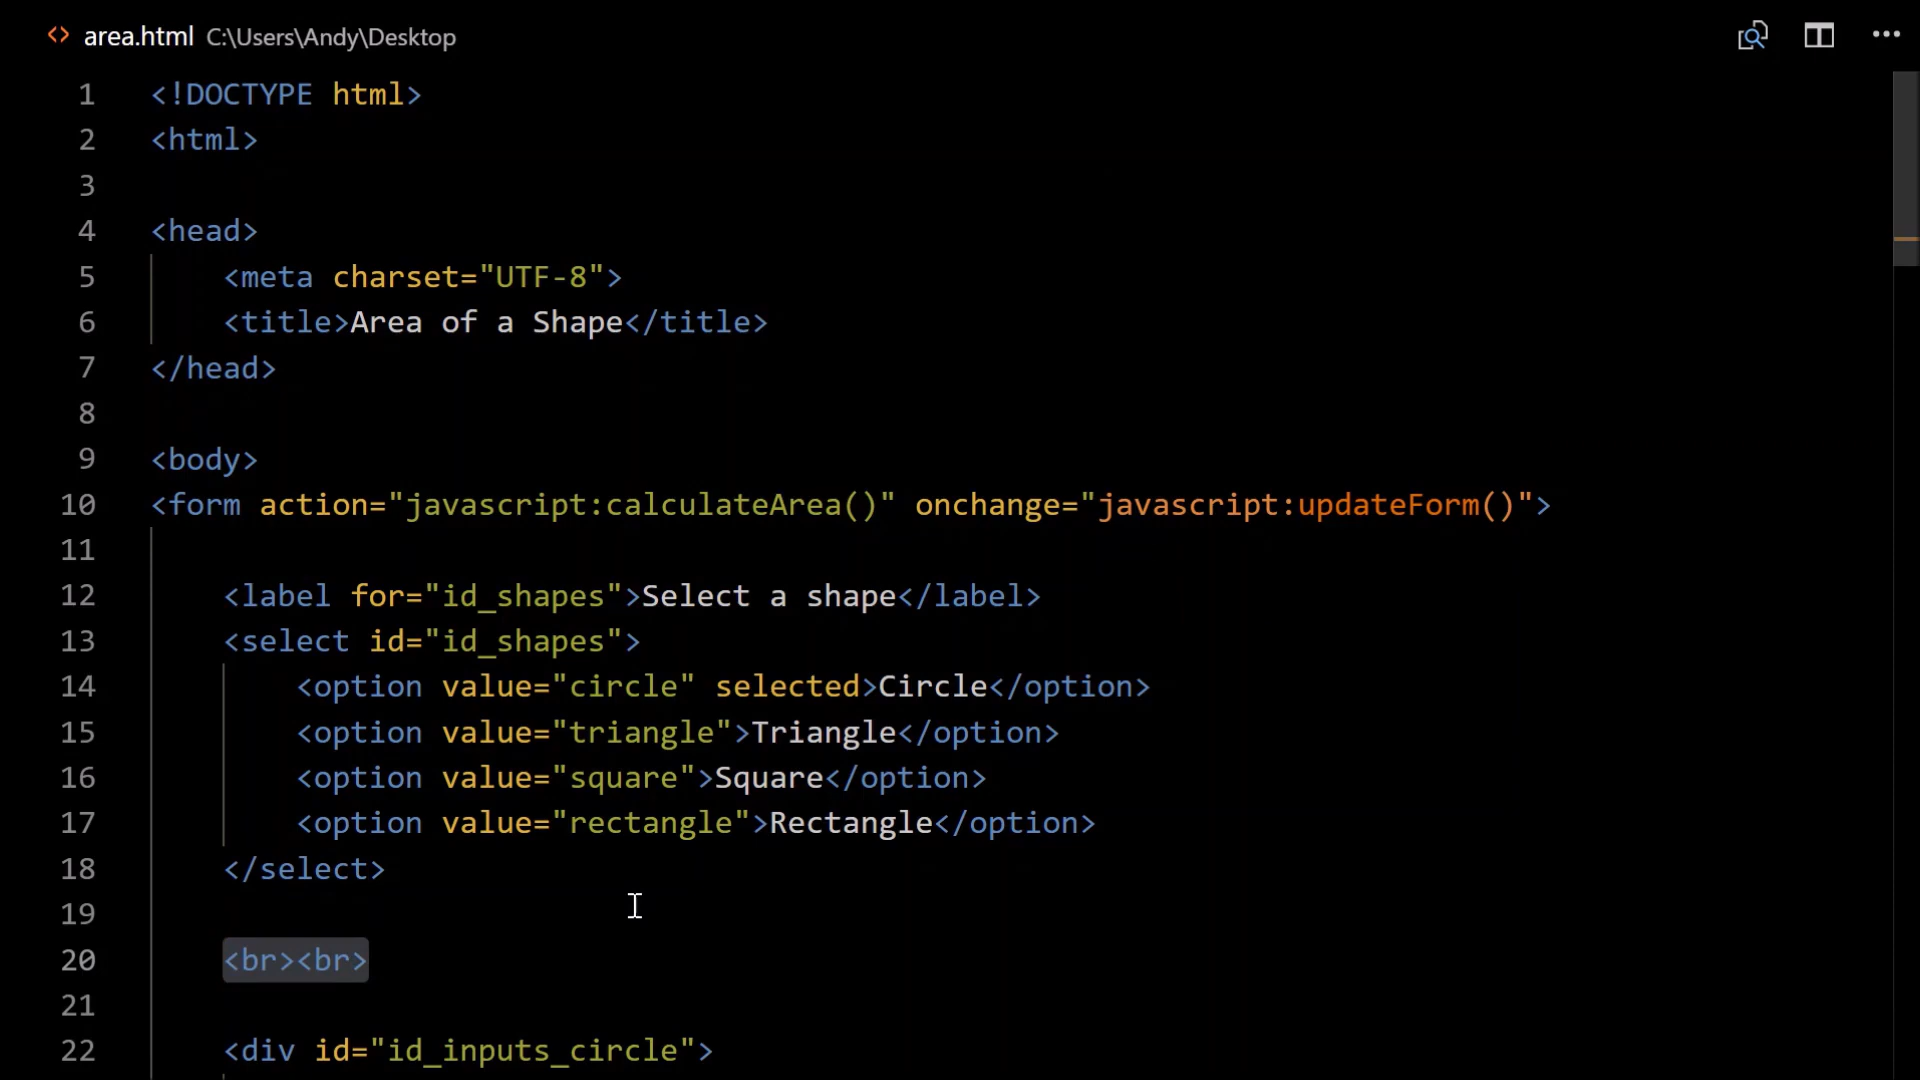 area.html C:\Users\Andy\Desktop
1 <!DOCTYPE html>
2 <html>
3
4 <head>
5     <meta charset="UTF-8">
6     <title>Area of a Shape</title>
7 </head>
8
9 <body>
10 <form action="javascript:calculateArea()" onchange="javascript:updateForm()">
11
12     <label for="id_shapes">Select a shape</label>
13     <select id="id_shapes">
14         <option value="circle" selected>Circle</option>
15         <option value="triangle">Triangle</option>
16         <option value="square">Square</option>
17         <option value="rectangle">Rectangle</option>
18     </select>
19
20     <br><br>
21
22     <div id="id_inputs_circle">